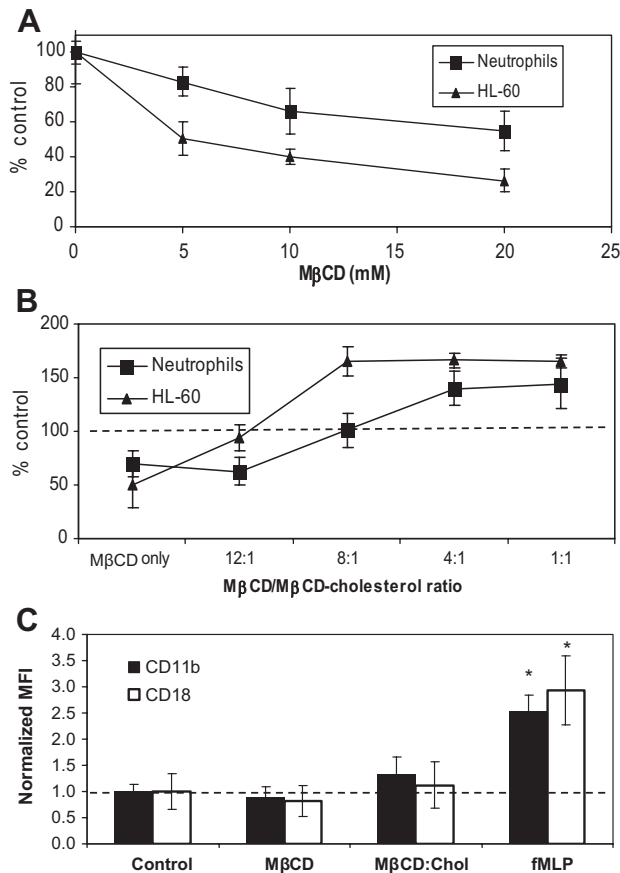 A
% control
100
80
60
40
20
0
Neutrophils
HL-60
0
5
10
15
20
25
MβCD (mM)
B
% control
200
150
100
50
0
Neutrophils
HL-60
MβCD only
12:1
8:1
4:1
1:1
MβCD/MβCD-cholesterol ratio
C
Normalized MFI
4.0
3.5
3.0
2.5
2.0
1.5
1.0
0.5
0.0
CD11b
CD18
*
*
Control
MβCD
MβCD:Chol
fMLP